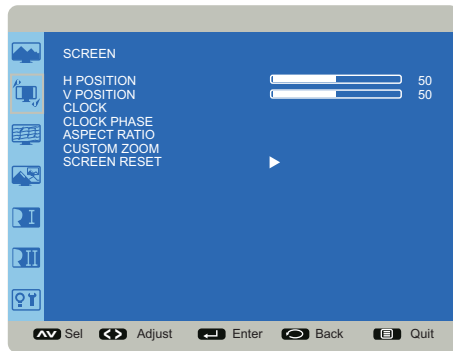 SCREEN
H POSITION 50
V POSITION 50
CLOCK
CLOCK PHASE
ASPECT RATIO
CUSTOM ZOOM
SCREEN RESET
Sel Adjust Enter Back Quit